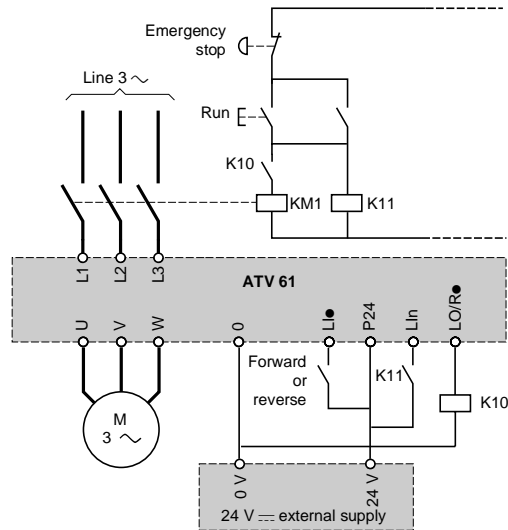 Emergency
stop
Line 3 ~
Run
K10
KM1
K11
L1
L2
L3
ATV 61
U
V
W
0
LI●
P24
LIn
LO/R●
Forward
or
reverse
K11
K10
M
3 ~
0 V
24 V
24 V ⎓ external supply